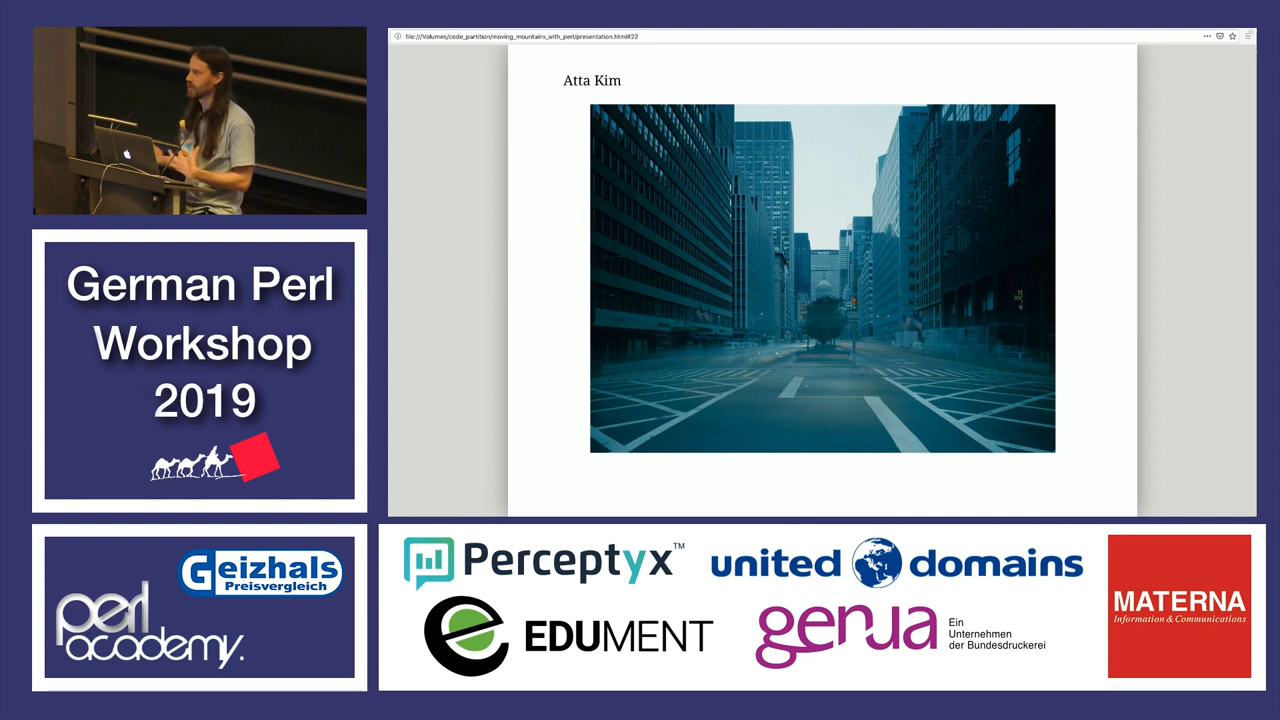 file:///Volumes/code_partition/moving_mountains_with_perl/presentation.html#22
Atta Kim
German Perl
Workshop
2019
Geizhals
Preisvergleich
perl
academy.
Perceptyx™
united domains
EDUMENT
genua
Ein
Unternehmen
der Bundesdruckerei
MATERNA
Information & Communications